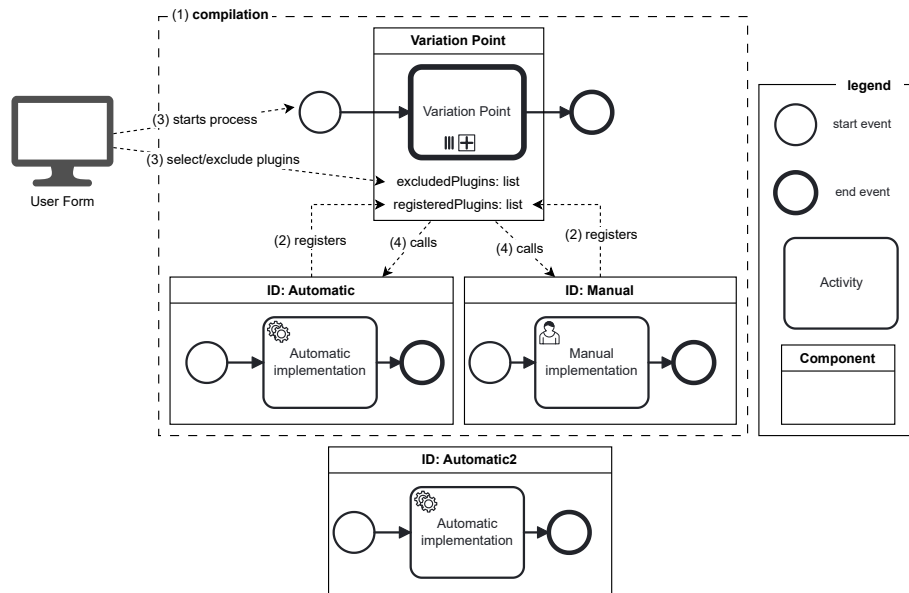 (1) compilation
Variation Point
legend
Variation Point
(3) starts process
start event
(3) select/exclude plugins
excludedPlugins: list
User Form
registeredPlugins: list
end event
(2) registers
(4) calls
(4) calls
(2) registers
ID: Automatic
ID: Manual
Activity
Automatic
implementation
Manual
implementation
Component
ID: Automatic2
Automatic
implementation